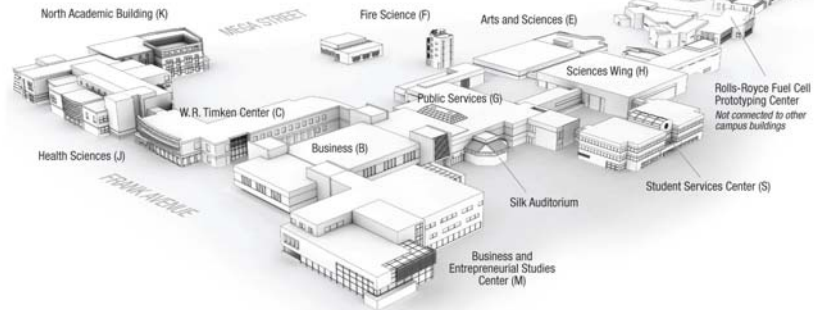 North Academic Building (K)
MEGA STREET
Fire Science (F)
Arts and Sciences (E)
Sciences Wing (H)
Rolls-Royce Fuel Cell
Prototyping Center
Not connected to other
campus buildings
W.R. Timken Center (C)
Public Services (G)
Health Sciences (J)
Business (B)
Student Services Center (S)
FRANK AVENUE
Silk Auditorium
Business and
Entrepreneurial Studies
Center (M)